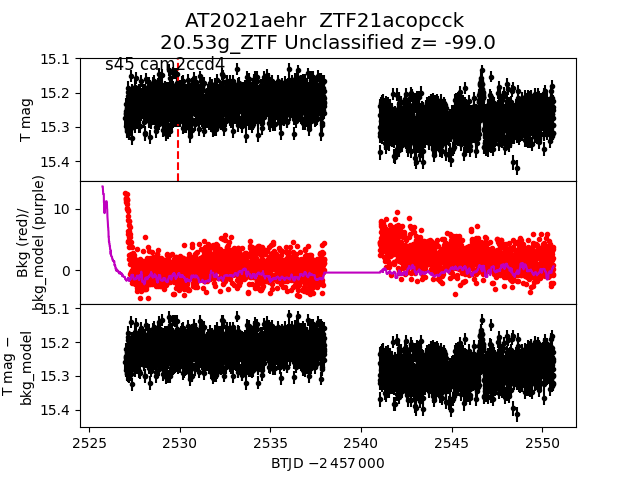 AT2021aehr  ZTF21acopcck
20.53g_ZTF Unclassified z= -99.0
s45 cam2ccd4
15.1
15.2
15.3
15.4
T mag
10
0
Bkg (red)/
bkg_model (purple)
15.1
15.2
15.3
15.4
T mag −
bkg_model
2525
2530
2535
2540
2545
2550
BTJD −2 457 000